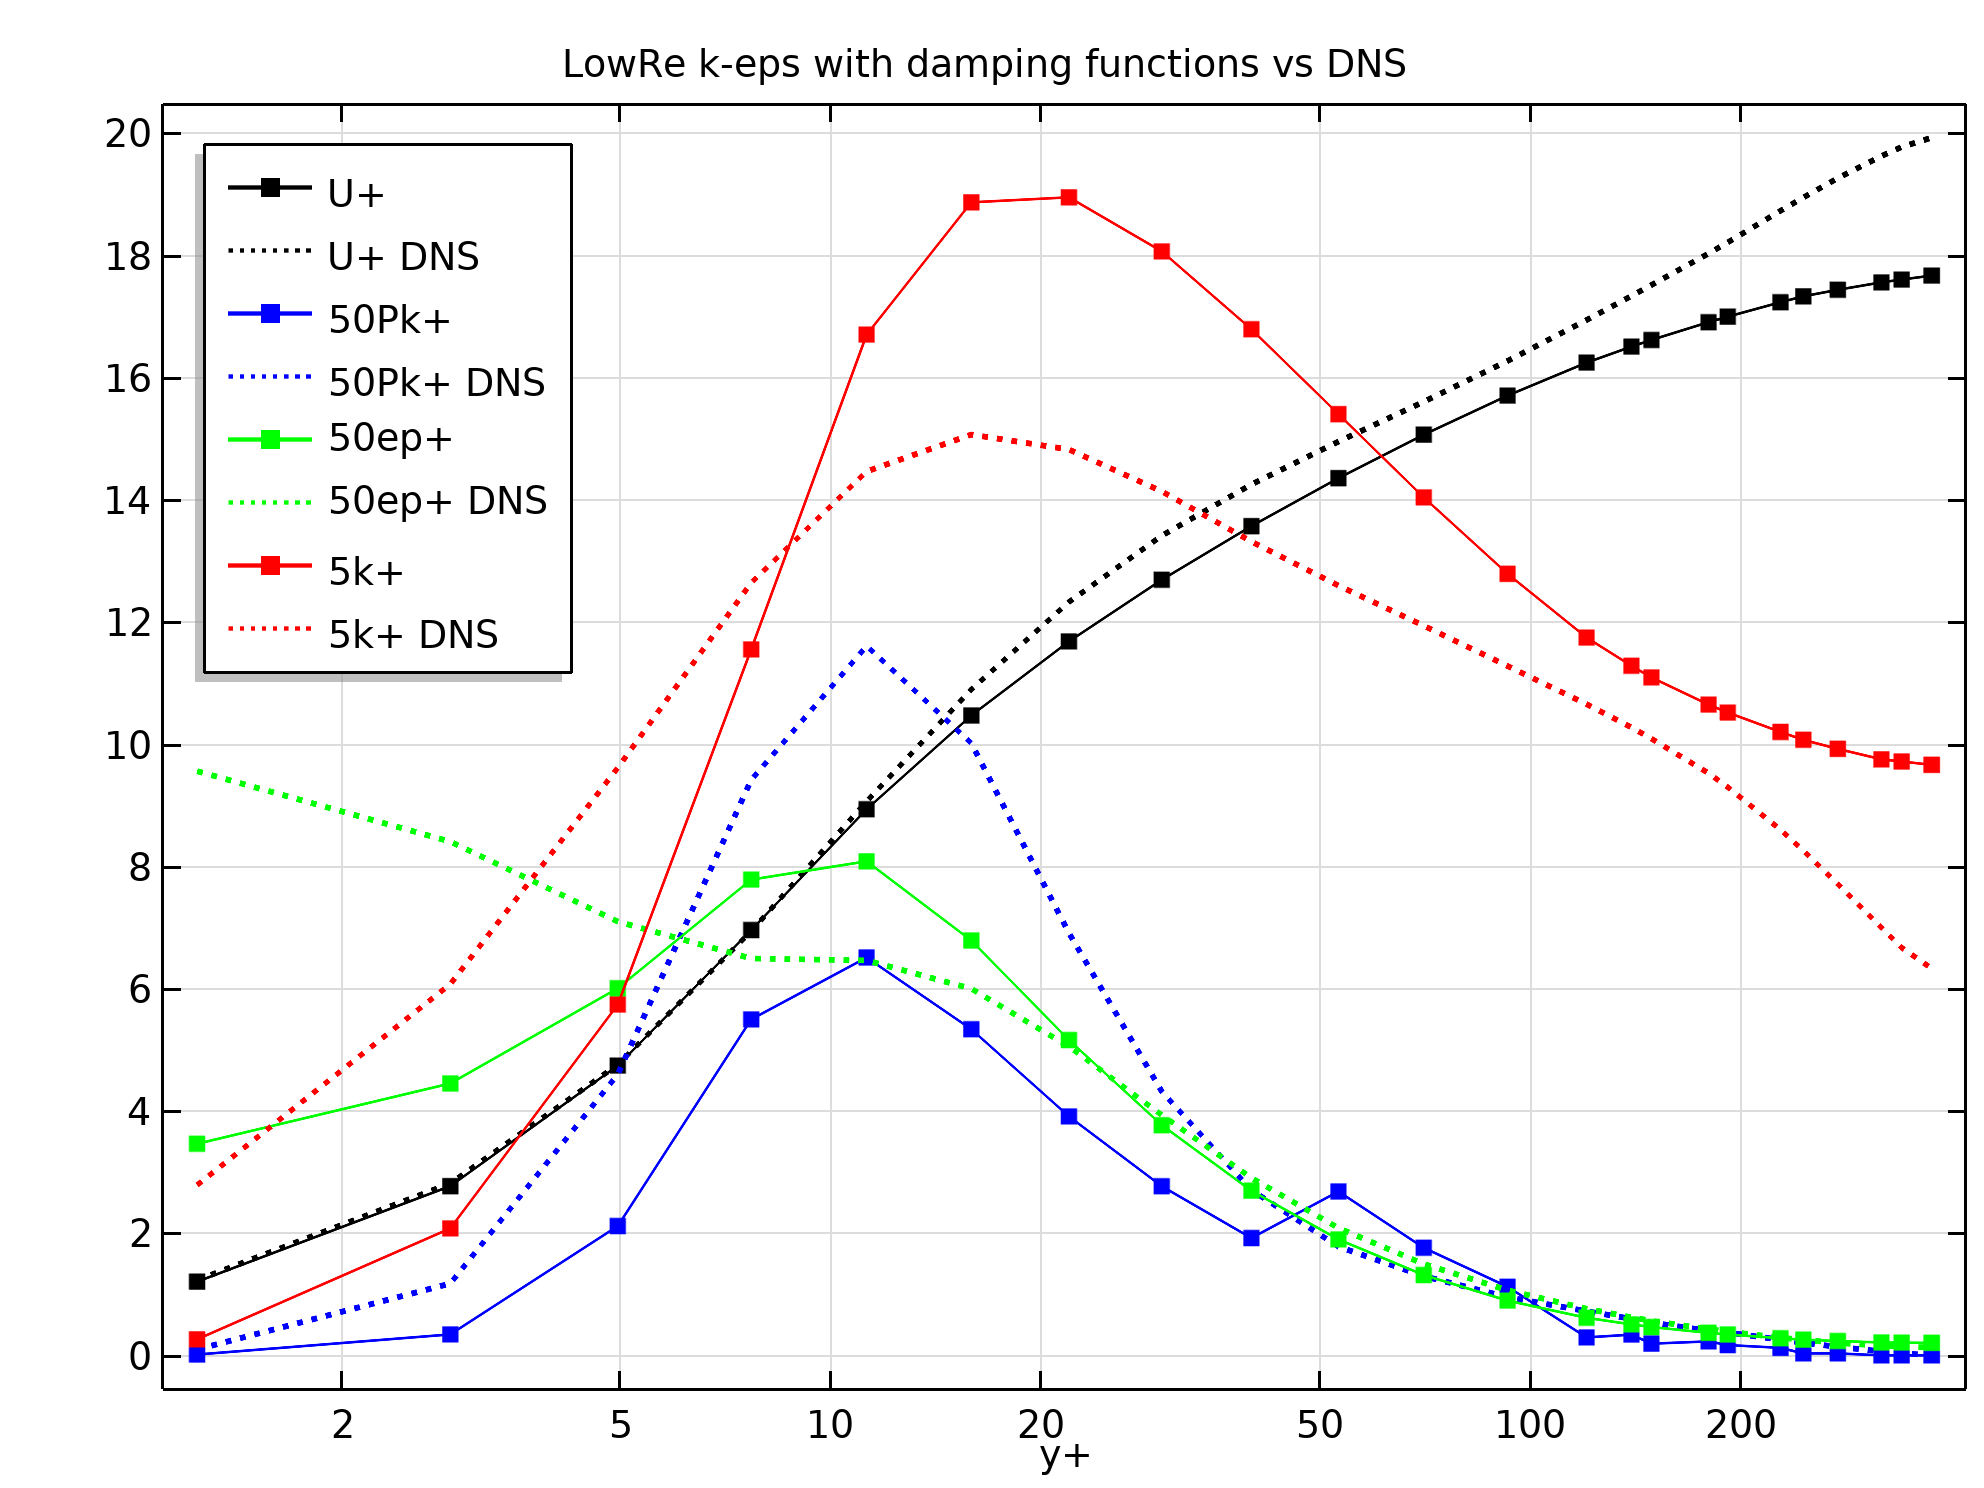 LowRe k-eps with damping functions vs DNS
20
18
16
14
12
10
8
6
4
2
0
U+
U+ DNS
50Pk+
50Pk+ DNS
50ep+
50ep+ DNS
5k+
5k+ DNS
2 5 10 20 50 100 200
y+